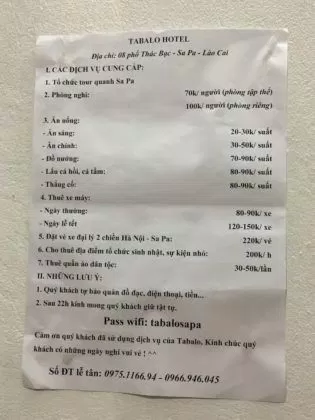 TABALO HOTEL
Địa chỉ: 08 phố Thác Bạc - Sa Pa - Lào Cai
I. CÁC DỊCH VỤ CUNG CẤP:
1. Tổ chức tour quanh Sa Pa
2. Phòng nghỉ: 70k/ người (phòng tập thể)
100k/ người (phòng riêng)
3. Ăn uống:
- Ăn sáng: 20-30k/ suất
- Ăn chính: 30-50k/ suất
- Đồ nướng: 70-90k/ suất
- Lẩu cá hồi, cá tầm: 80-90k/ suất
- Thắng cố: 80-90k/ suất
4. Thuê xe máy:
- Ngày thường: 80-90k/ xe
- Ngày lễ tết 120-150k/ xe
5. Đặt vé xe đại lý 2 chiều Hà Nội - Sa Pa: 220k/ vé
6. Cho thuê địa điểm tổ chức sinh nhật, sự kiện nhỏ: 200k/ h
7. Thuê quần áo dân tộc: 30-50k/lần
II. NHỮNG LƯU Ý:
1. Quý khách tự bảo quản đồ đạc, điện thoại, tiền...
2. Sau 22h kính mong quý khách giữ tật tự.
Pass wifi: tabalosapa
Cảm ơn quý khách đã sử dụng dịch vụ của Tabalo, Kính chúc quý
khách có những ngày nghỉ vui vẻ ! ^^
Số ĐT lễ tân: 0975.1166.94 - 0966.946.045